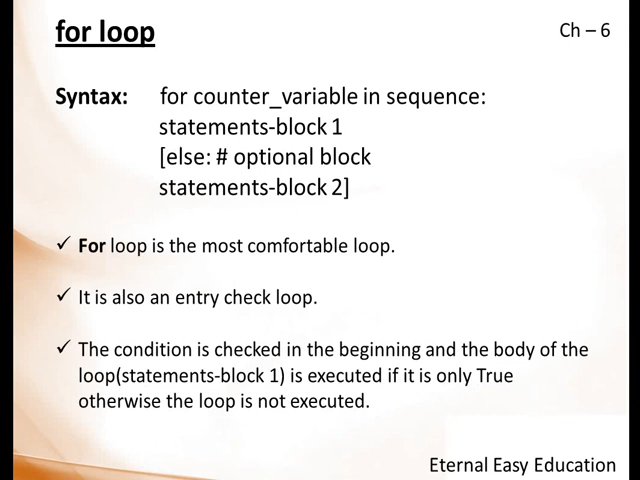 for loop
Ch – 6
Syntax: for counter_variable in sequence:
statements-block 1
[else: # optional block
statements-block 2]
✓ For loop is the most comfortable loop.
✓ It is also an entry check loop.
✓ The condition is checked in the beginning and the body of the
loop(statements-block 1) is executed if it is only True
otherwise the loop is not executed.
Eternal Easy Education